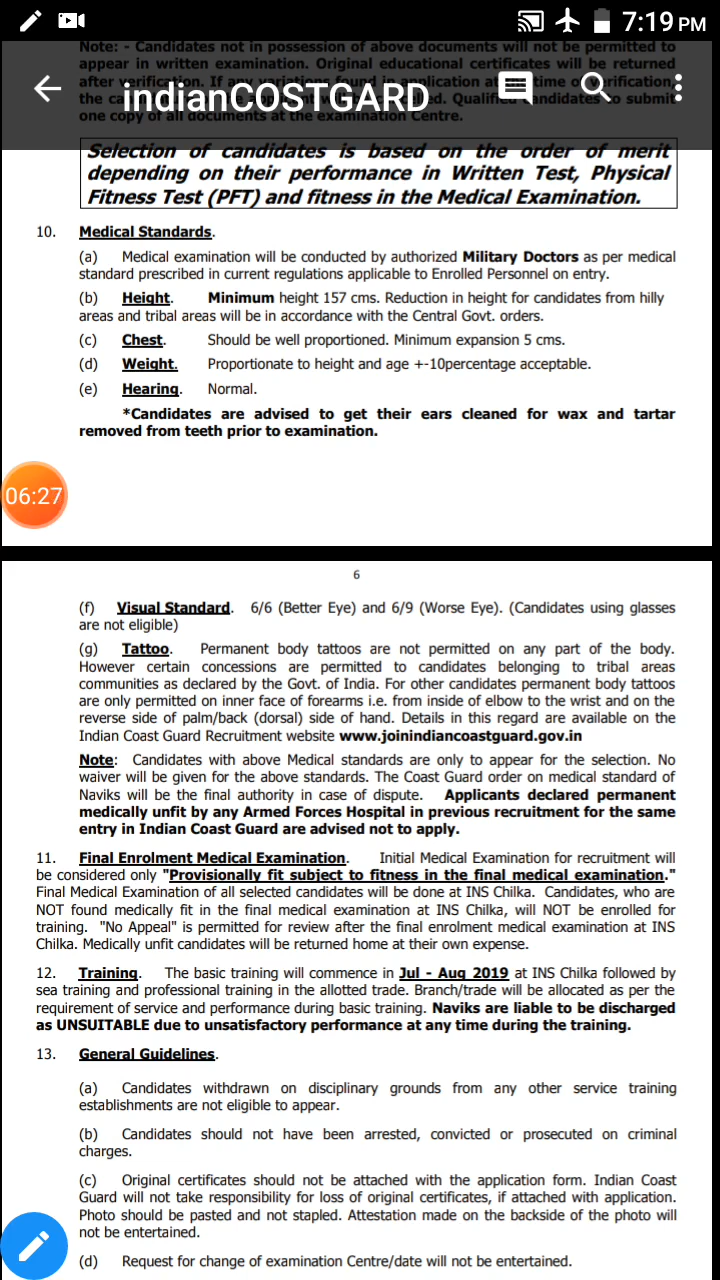 7:19 PM
Note: - Candidates not in possession of above documents will not be permitted to
appear in written examination. Original educational certificates will be returned
after verification. If any variations found in application at the time of verification,
the will be cancelled. Qualified candidates to submit
one copy of all documents at the examination Centre.
indianCOSTGARD
Selection of candidates is based on the order of merit
depending on their performance in Written Test, Physical
Fitness Test (PFT) and fitness in the Medical Examination.
10. Medical Standards.
(a) Medical examination will be conducted by authorized Military Doctors as per medical
standard prescribed in current regulations applicable to Enrolled Personnel on entry.
(b) Height. Minimum height 157 cms. Reduction in height for candidates from hilly
areas and tribal areas will be in accordance with the Central Govt. orders.
(c) Chest. Should be well proportioned. Minimum expansion 5 cms.
(d) Weight. Proportionate to height and age +-10percentage acceptable.
(e) Hearing. Normal.
*Candidates are advised to get their ears cleaned for wax and tartar
removed from teeth prior to examination.
06:27
6
(f) Visual Standard. 6/6 (Better Eye) and 6/9 (Worse Eye). (Candidates using glasses
are not eligible)
(g) Tattoo. Permanent body tattoos are not permitted on any part of the body.
However certain concessions are permitted to candidates belonging to tribal areas
communities as declared by the Govt. of India. For other candidates permanent body tattoos
are only permitted on inner face of forearms i.e. from inside of elbow to the wrist and on the
reverse side of palm/back (dorsal) side of hand. Details in this regard are available on the
Indian Coast Guard Recruitment website www.joinindiancoastguard.gov.in
Note: Candidates with above Medical standards are only to appear for the selection. No
waiver will be given for the above standards. The Coast Guard order on medical standard of
Naviks will be the final authority in case of dispute. Applicants declared permanent
medically unfit by any Armed Forces Hospital in previous recruitment for the same
entry in Indian Coast Guard are advised not to apply.
11. Final Enrolment Medical Examination. Initial Medical Examination for recruitment will
be considered only "Provisionally fit subject to fitness in the final medical examination."
Final Medical Examination of all selected candidates will be done at INS Chilka. Candidates, who are
NOT found medically fit in the final medical examination at INS Chilka, will NOT be enrolled for
training. "No Appeal" is permitted for review after the final enrolment medical examination at INS
Chilka. Medically unfit candidates will be returned home at their own expense.
12. Training. The basic training will commence in Jul - Aug 2019 at INS Chilka followed by
sea training and professional training in the allotted trade. Branch/trade will be allocated as per the
requirement of service and performance during basic training. Naviks are liable to be discharged
as UNSUITABLE due to unsatisfactory performance at any time during the training.
13. General Guidelines.
(a) Candidates withdrawn on disciplinary grounds from any other service training
establishments are not eligible to appear.
(b) Candidates should not have been arrested, convicted or prosecuted on criminal
charges.
(c) Original certificates should not be attached with the application form. Indian Coast
Guard will not take responsibility for loss of original certificates, if attached with application.
Photo should be pasted and not stapled. Attestation made on the backside of the photo will
not be entertained.
(d) Request for change of examination Centre/date will not be entertained.